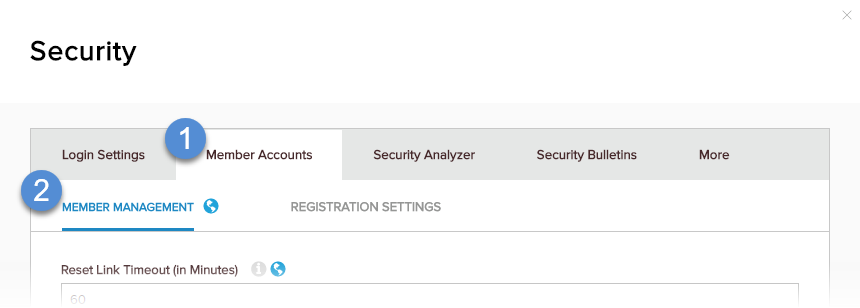 Security
1
Login Settings Member Accounts Security Analyzer Security Bulletins More
2
MEMBER MANAGEMENT REGISTRATION SETTINGS
Reset Link Timeout (in Minutes) i
60